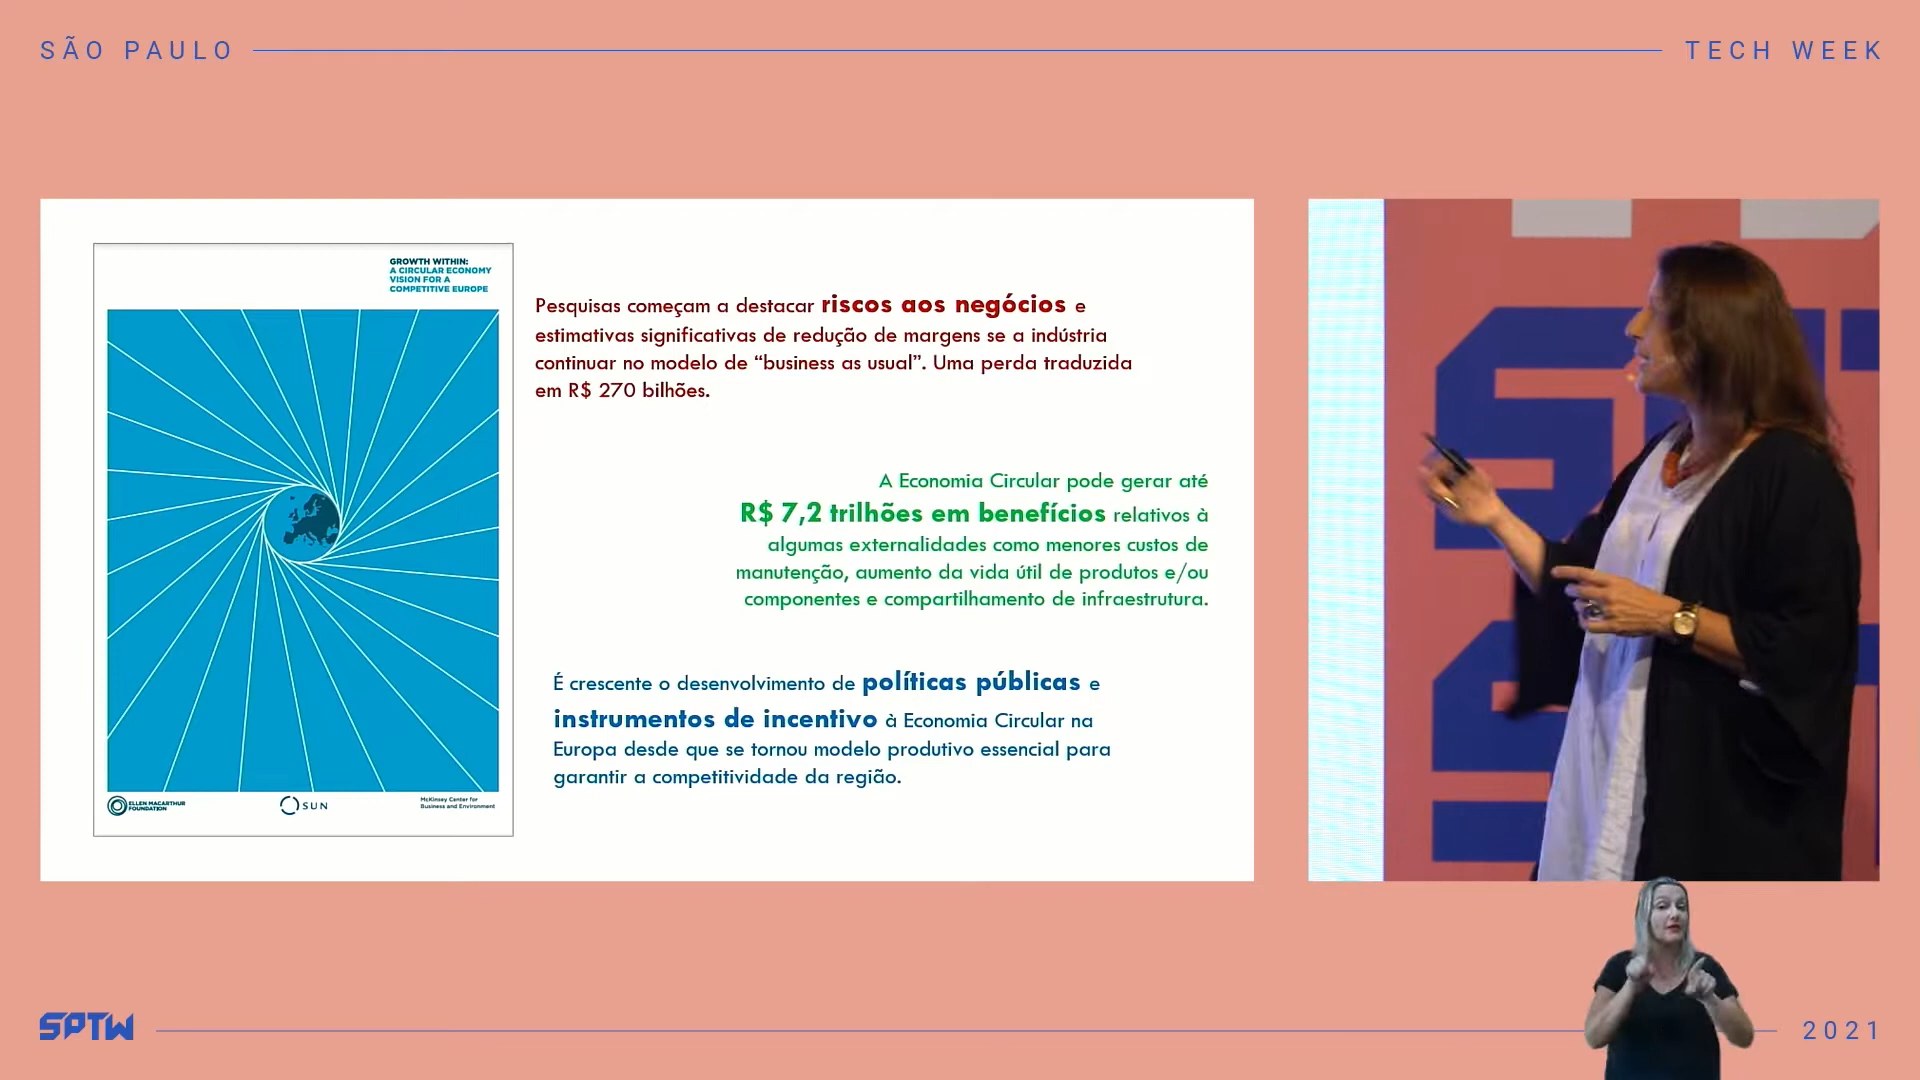 SÃO PAULO
TECH WEEK
GROWTH WITHIN:
A CIRCULAR ECONOMY
VISION FOR A
COMPETITIVE EUROPE
ELLEN MACARTHUR
FOUNDATION
SUN
McKinsey Center for
Business and Environment
Pesquisas começam a destacar riscos aos negócios e
estimativas significativas de redução de margens se a indústria
continuar no modelo de “business as usual”. Uma perda traduzida
em R$ 270 bilhões.
A Economia Circular pode gerar até
R$ 7,2 trilhões em benefícios relativos à
algumas externalidades como menores custos de
manutenção, aumento da vida útil de produtos e/ou
componentes e compartilhamento de infraestrutura.
É crescente o desenvolvimento de políticas públicas e
instrumentos de incentivo à Economia Circular na
Europa desde que se tornou modelo produtivo essencial para
garantir a competitividade da região.
SPTW
2021